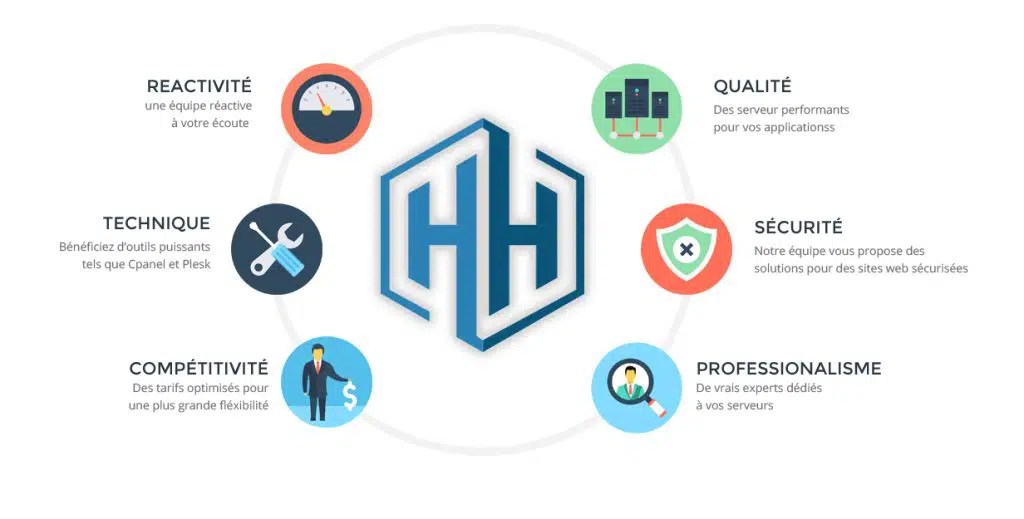 REACTIVITÉ
une équipe réactive
à votre écoute
QUALITÉ
Des serveur performants
pour vos applicationss
TECHNIQUE
Bénéficiez d'outils puissants
tels que Cpanel et Plesk
SÉCURITÉ
Notre équipe vous propose des
solutions pour des sites web sécurisées
COMPÉTITIVITÉ
Des tarifs optimisés pour
une plus grande fléxibilité
PROFESSIONALISME
De vrais experts dédiés
à vos serveurs
HH
$